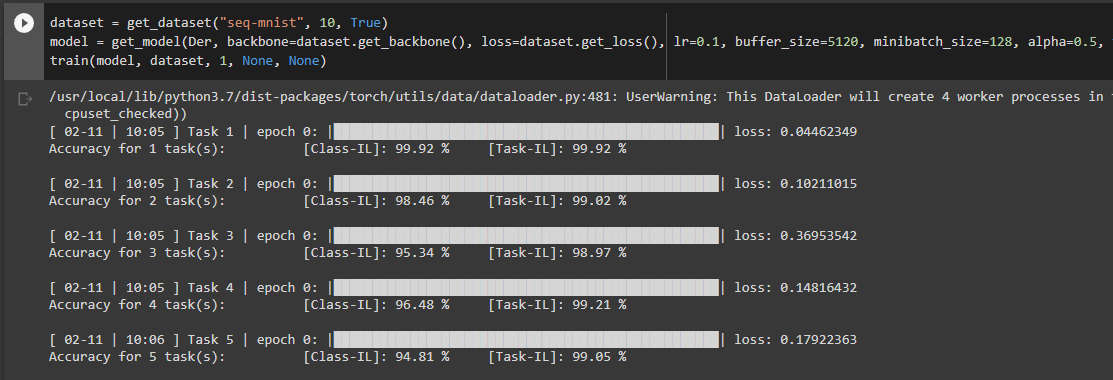 dataset = get_dataset("seq-mnist", 10, True)
model = get_model(Der, backbone=dataset.get_backbone(), loss=dataset.get_loss(), lr=0.1, buffer_size=5120, minibatch_size=128, alpha=0.5,
train(model, dataset, 1, None, None)
/usr/local/lib/python3.7/dist-packages/torch/utils/data/dataloader.py:481: UserWarning: This DataLoader will create 4 worker processes in
cpuset_checked))
[ 02-11 | 10:05 ] Task 1 | epoch 0: || loss: 0.04462349
Accuracy for 1 task(s): [Class-IL]: 99.92 % [Task-IL]: 99.92 %
[ 02-11 | 10:05 ] Task 2 | epoch 0: || loss: 0.10211015
Accuracy for 2 task(s): [Class-IL]: 98.46 % [Task-IL]: 99.02 %
[ 02-11 | 10:05 ] Task 3 | epoch 0: || loss: 0.36953542
Accuracy for 3 task(s): [Class-IL]: 95.34 % [Task-IL]: 98.97 %
[ 02-11 | 10:05 ] Task 4 | epoch 0: || loss: 0.14816432
Accuracy for 4 task(s): [Class-IL]: 96.48 % [Task-IL]: 99.21 %
[ 02-11 | 10:06 ] Task 5 | epoch 0: || loss: 0.17922363
Accuracy for 5 task(s): [Class-IL]: 94.81 % [Task-IL]: 99.05 %